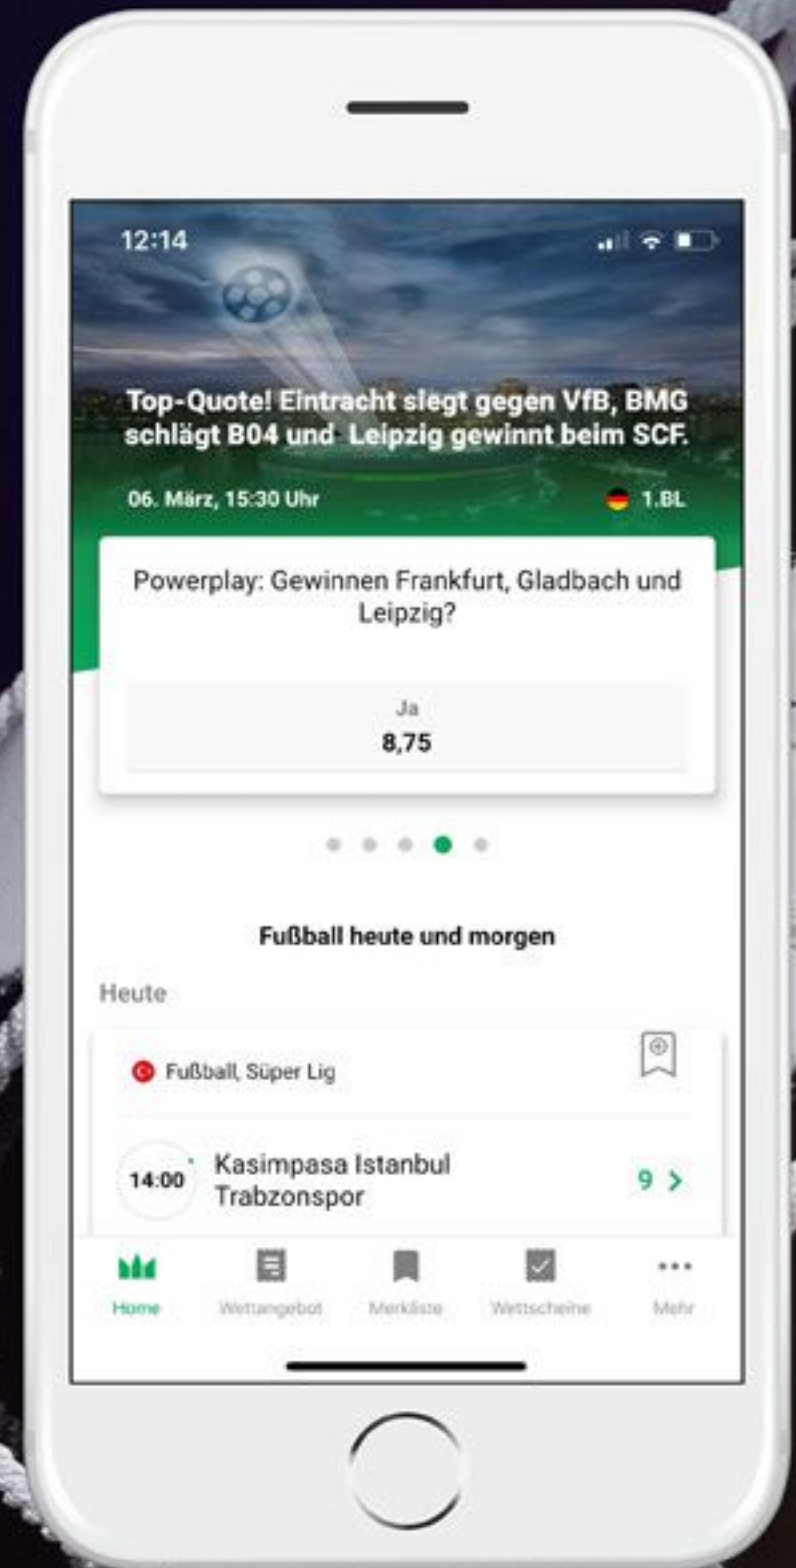 12:14
Top-Quote! Eintracht siegt gegen VfB, BMG
schlägt B04 und Leipzig gewinnt beim SCF.
06. März, 15:30 Uhr
1.BL
Powerplay: Gewinnen Frankfurt, Gladbach und
Leipzig?
Ja
8,75
Fußball heute und morgen
Heute
Fußball, Süper Lig
14:00
Kasimpasa Istanbul
Trabzonspor
9 >
Home
Wettangebot
Merkliste
Wettscheine
Mehr